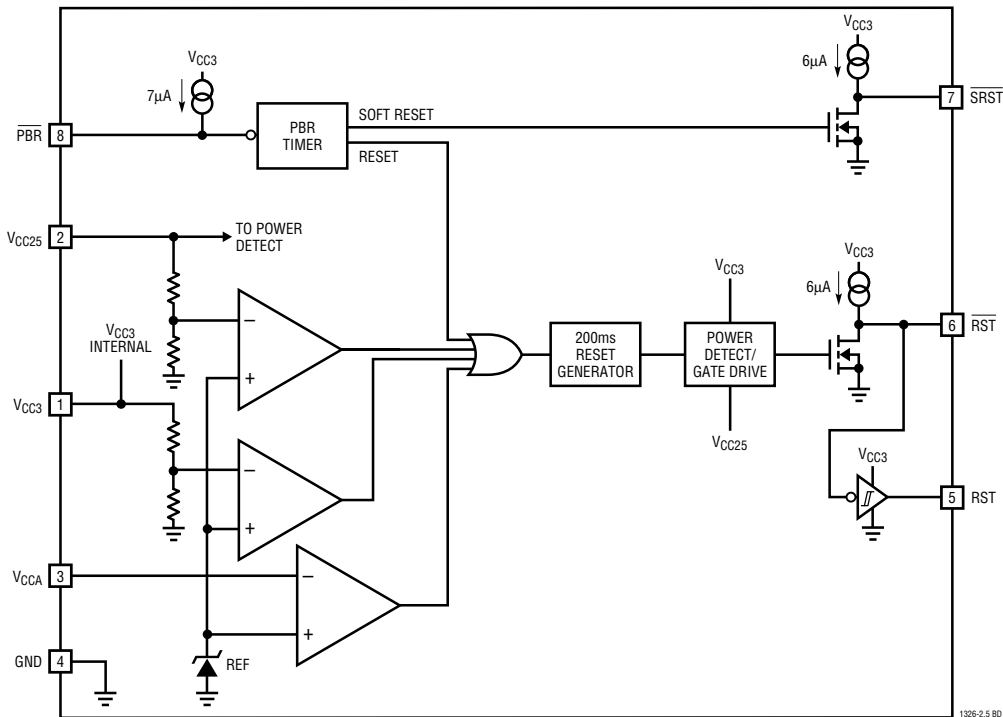 VCC3
7µA
PBR
8
PBR
TIMER
SOFT RESET
RESET
VCC3
6µA
7
SRST
VCC25
2
TO POWER
DETECT
VCC3
INTERNAL
VCC3
1
−
+
−
+
VCCA
3
−
+
GND
4
REF
200ms
RESET
GENERATOR
VCC3
POWER
DETECT/
GATE DRIVE
VCC25
VCC3
6µA
6
RST
VCC3
5
RST
1326-2.5 BD